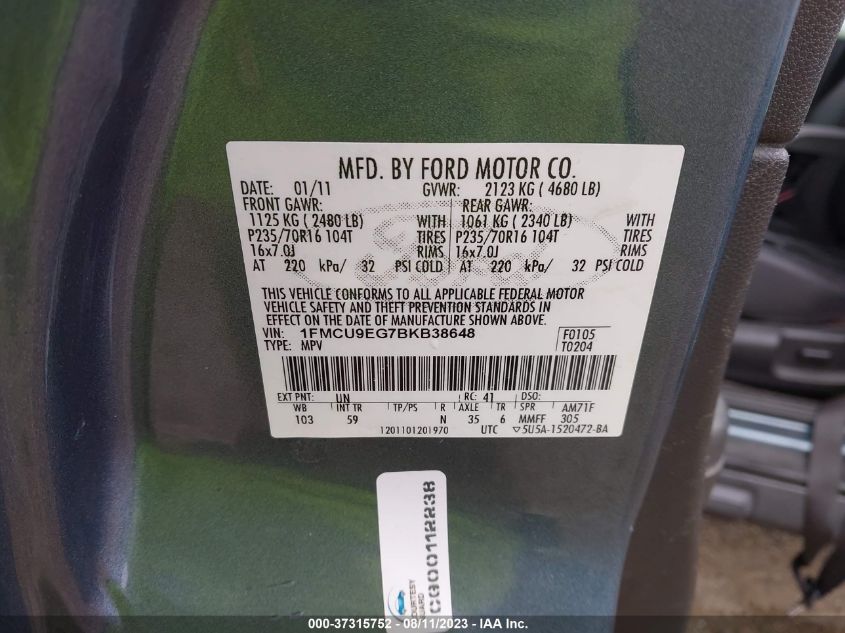 MFD. BY FORD MOTOR CO.
DATE: 01/11 GVWR: 2123 KG ( 4680 LB)
FRONT GAWR: REAR GAWR:
1125 KG ( 2480 LB) WITH 1061 KG ( 2340 LB) WITH
P235/70R16 104T TIRES P235/70R16 104T TIRES
16x7.0J RIMS 16x7.0J RIMS
AT 220 kPa/ 32 PSI COLD AT 220 kPa/ 32 PSI COLD
THIS VEHICLE CONFORMS TO ALL APPLICABLE FEDERAL MOTOR
VEHICLE SAFETY AND THEFT PREVENTION STANDARDS IN
EFFECT ON THE DATE OF MANUFACTURE SHOWN ABOVE.
VIN: 1FMCU9EG7BKB38648 F0105
TYPE: MPV T0204
EXT PNT: UN RC: 41 DSO:
WB INT TR TP/PS R AXLE TR SPR AM71F
103 59 N 35 6 MMFF 305
1201101201970 UTC ▽5U5A-1520472-BA
COURTESY
GUARD
CG00112238
000-37315752 - 08/11/2023 - IAA Inc.